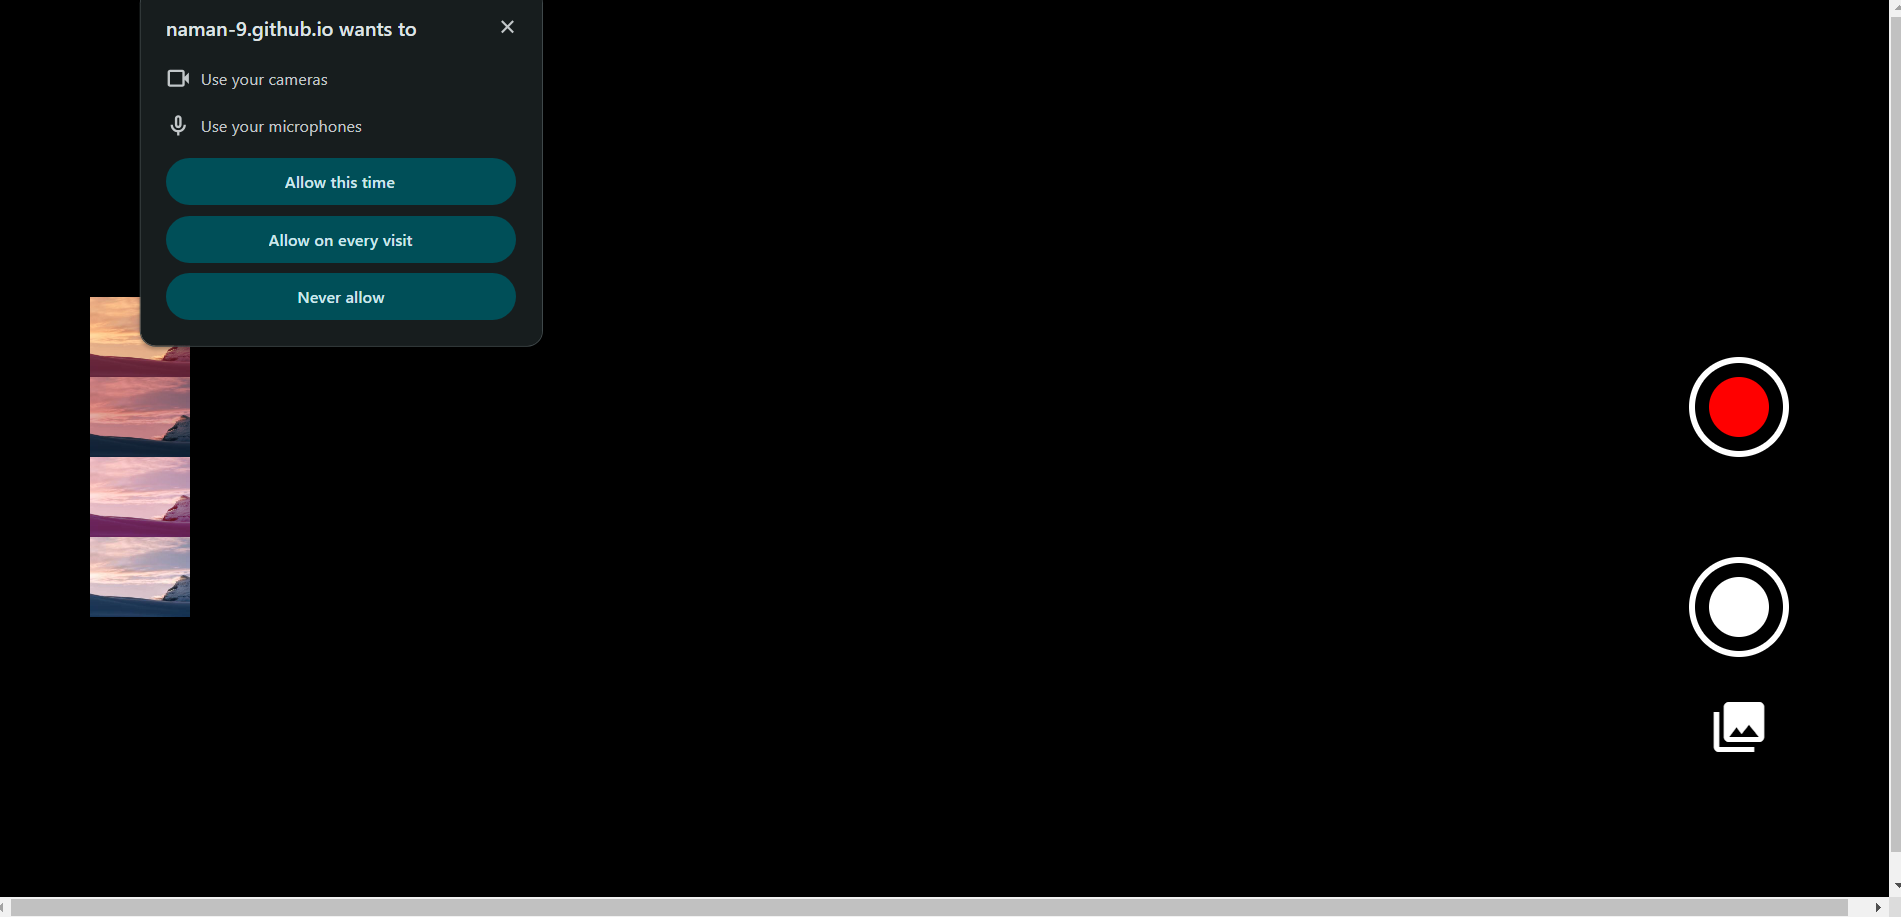 naman-9.github.io wants to
Use your cameras
Use your microphones
Allow this time
Allow on every visit
Never allow